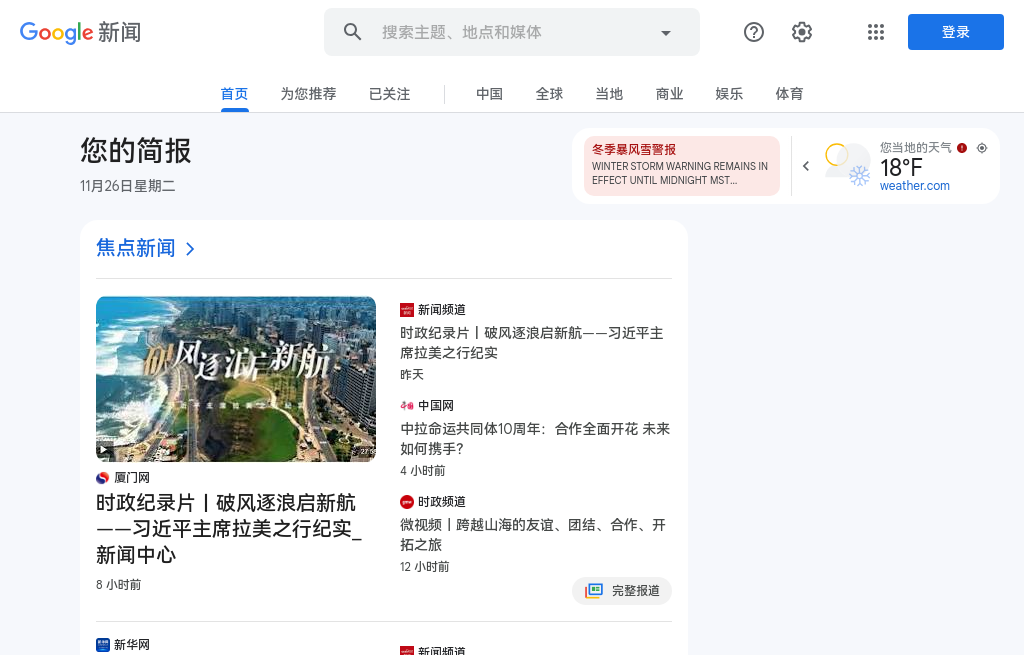 Google 新闻
搜索主题、地点和媒体
登录
首页
为您推荐
已关注
中国
全球
当地
商业
娱乐
体育
您的简报
11月26日星期二
冬季暴风雪警报
WINTER STORM WARNING REMAINS IN
EFFECT UNTIL MIDNIGHT MST...
您当地的天气
18°F
weather.com
焦点新闻
破风逐浪启新航
厦门网
时政纪录片丨破风逐浪启新航
——习近平主席拉美之行纪实_
新闻中心
8 小时前
新闻频道
时政纪录片丨破风逐浪启新航——习近平主
席拉美之行纪实
昨天
中国网
中拉命运共同体10周年：合作全面开花 未来
如何携手?
4 小时前
时政频道
微视频丨跨越山海的友谊、团结、合作、开
拓之旅
12 小时前
完整报道
新华网
新闻频道